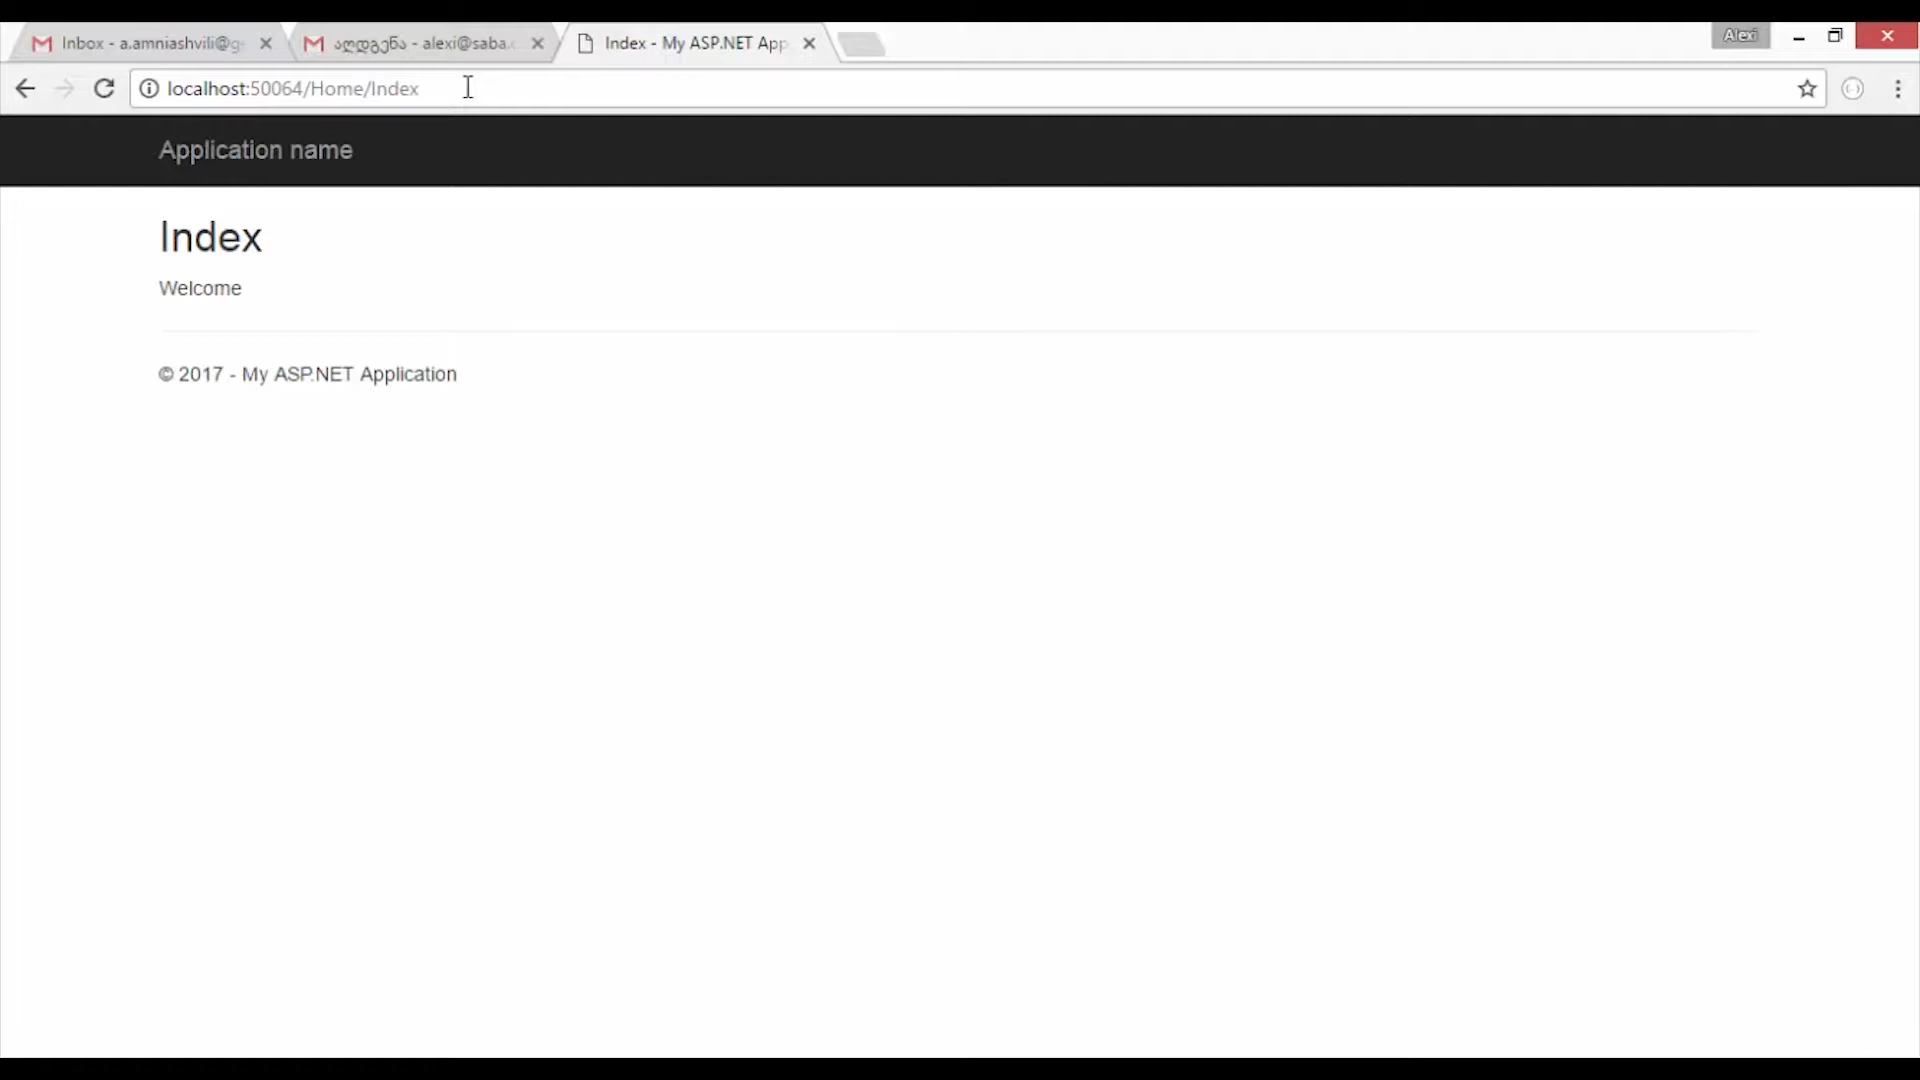 Inbox - a.amniashvili@g
აღდგენა - alexi@saba.
Index - My ASP.NET App
Alexi
localhost:50064/Home/Index
Application name
Index
Welcome
© 2017 - My ASP.NET Application